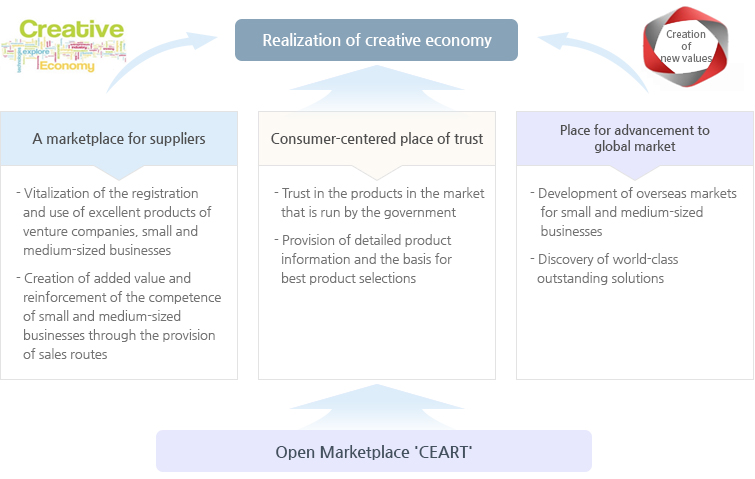 Creative
explore
Economy
Realization of creative economy
Creation
of
new values
A marketplace for suppliers
- Vitalization of the registration
and use of excellent products of
venture companies, small and
medium-sized businesses
- Creation of added value and
reinforcement of the competence
of small and medium-sized
businesses through the provision
of sales routes
Consumer-centered place of trust
- Trust in the products in the market
that is run by the government
- Provision of detailed product
information and the basis for
best product selections
Place for advancement to
global market
- Development of overseas markets
for small and medium-sized
businesses
- Discovery of world-class
outstanding solutions
Open Marketplace 'CEART'